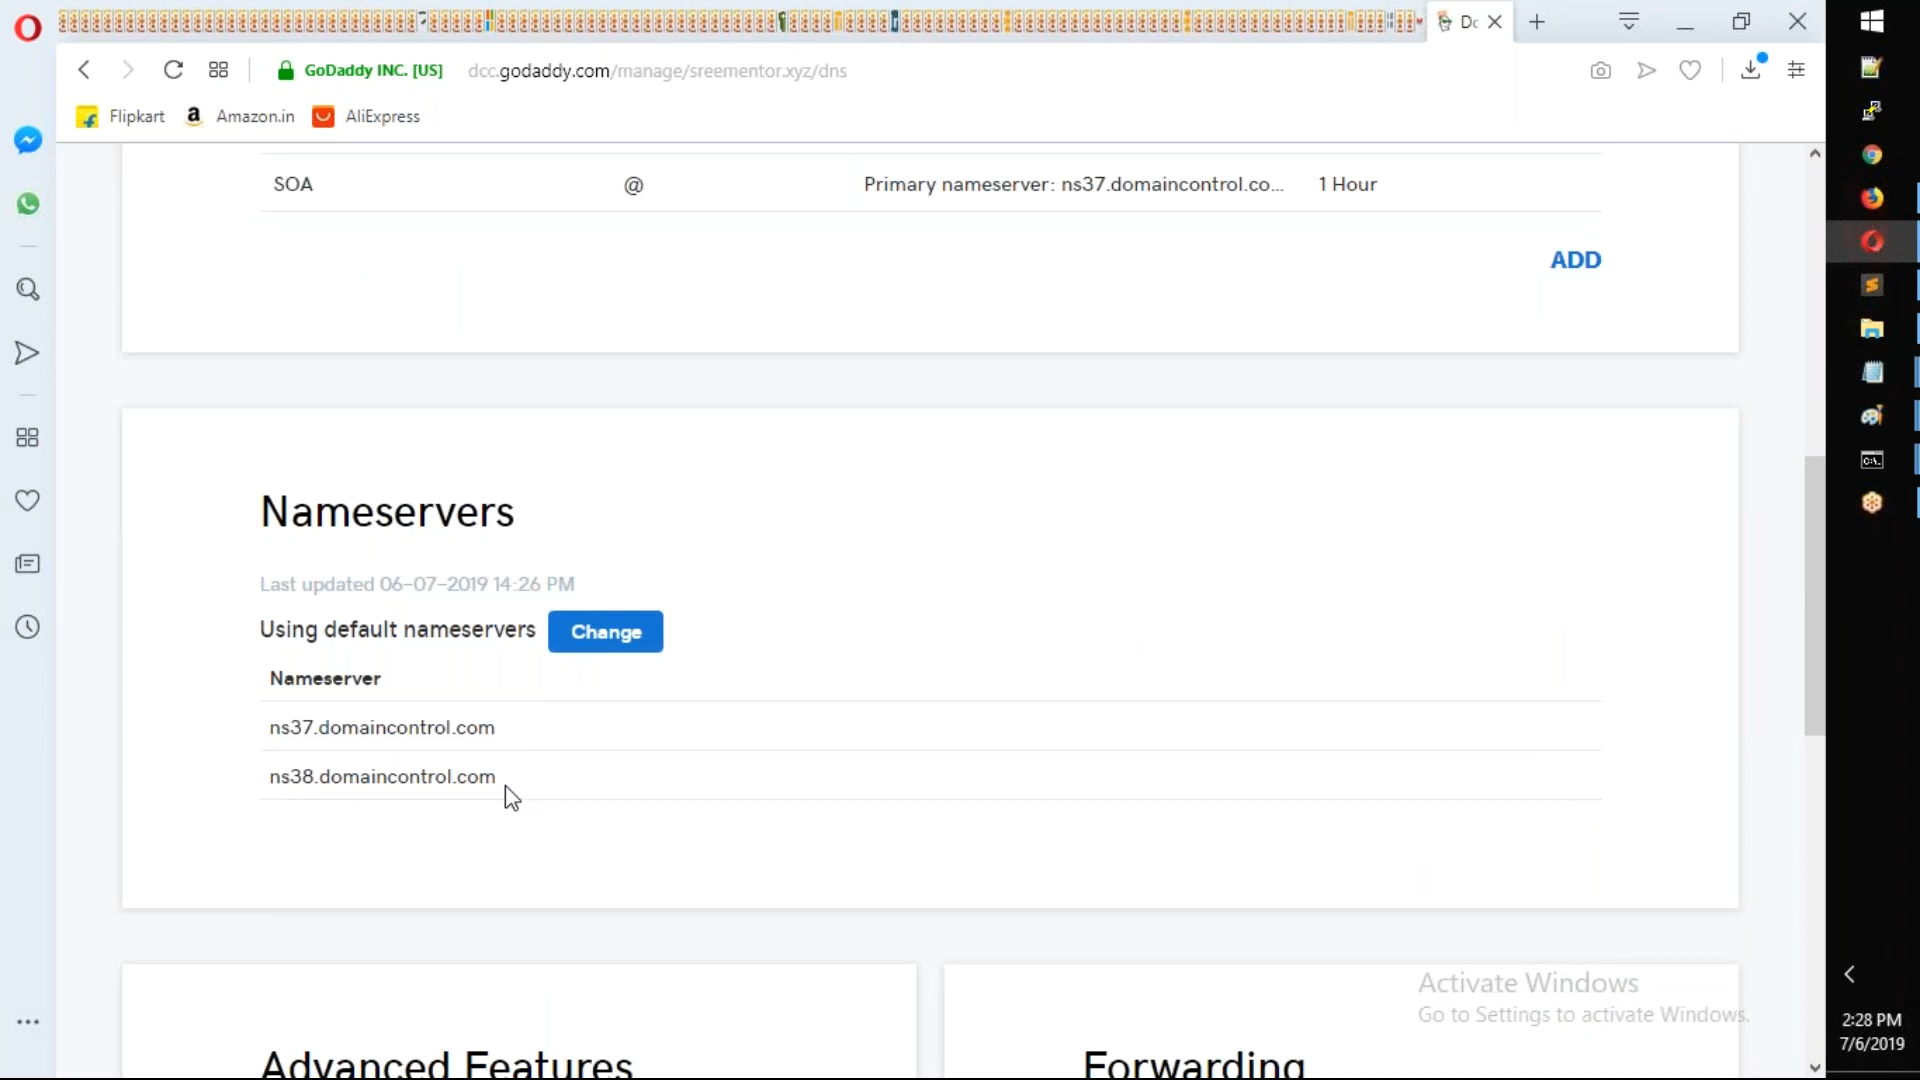 Dc
GoDaddy INC. [US] dcc.godaddy.com/manage/sreementor.xyz/dns
Flipkart Amazon.in AliExpress
SOA @ Primary nameserver: ns37.domaincontrol.co... 1 Hour
ADD
Nameservers
Last updated 06-07-2019 14:26 PM
Using default nameservers Change
Nameserver
ns37.domaincontrol.com
ns38.domaincontrol.com
Advanced Features
Forwarding
Activate Windows
Go to Settings to activate Windows.
2:28 PM
7/6/2019